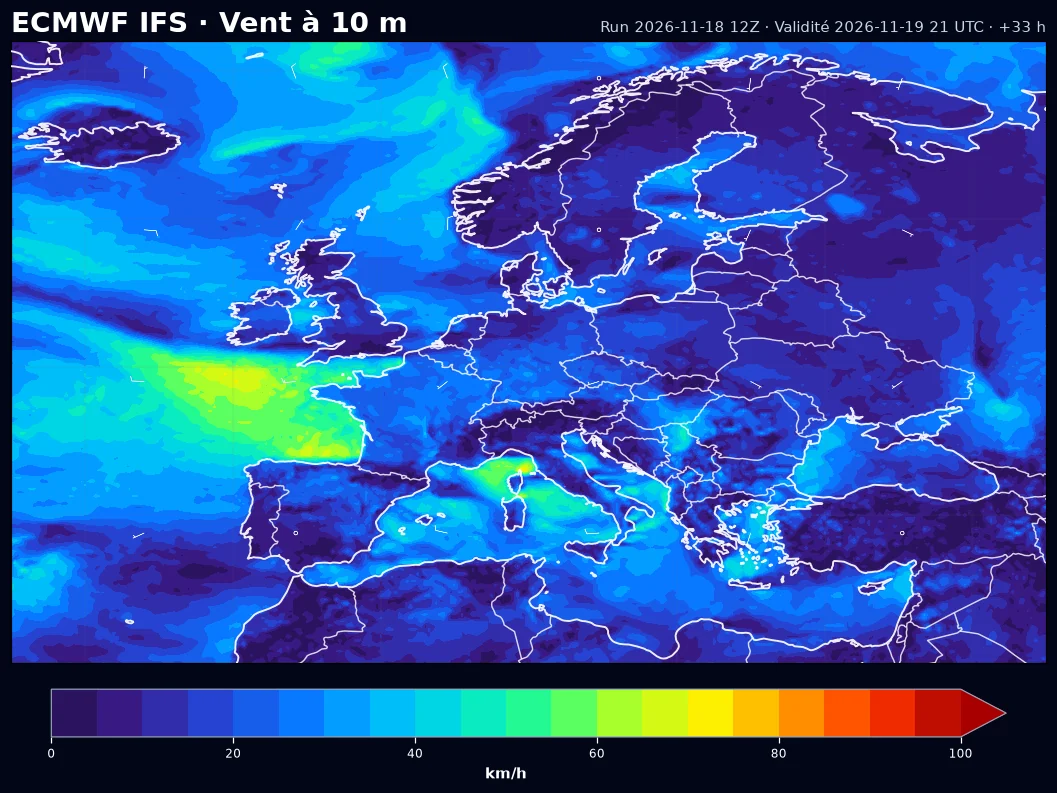 ECMWF IFS · Vent à 10 m
Run 2026-11-18 12Z · Validité 2026-11-19 21 UTC · +33 h
0 20 40 60 80 100
km/h